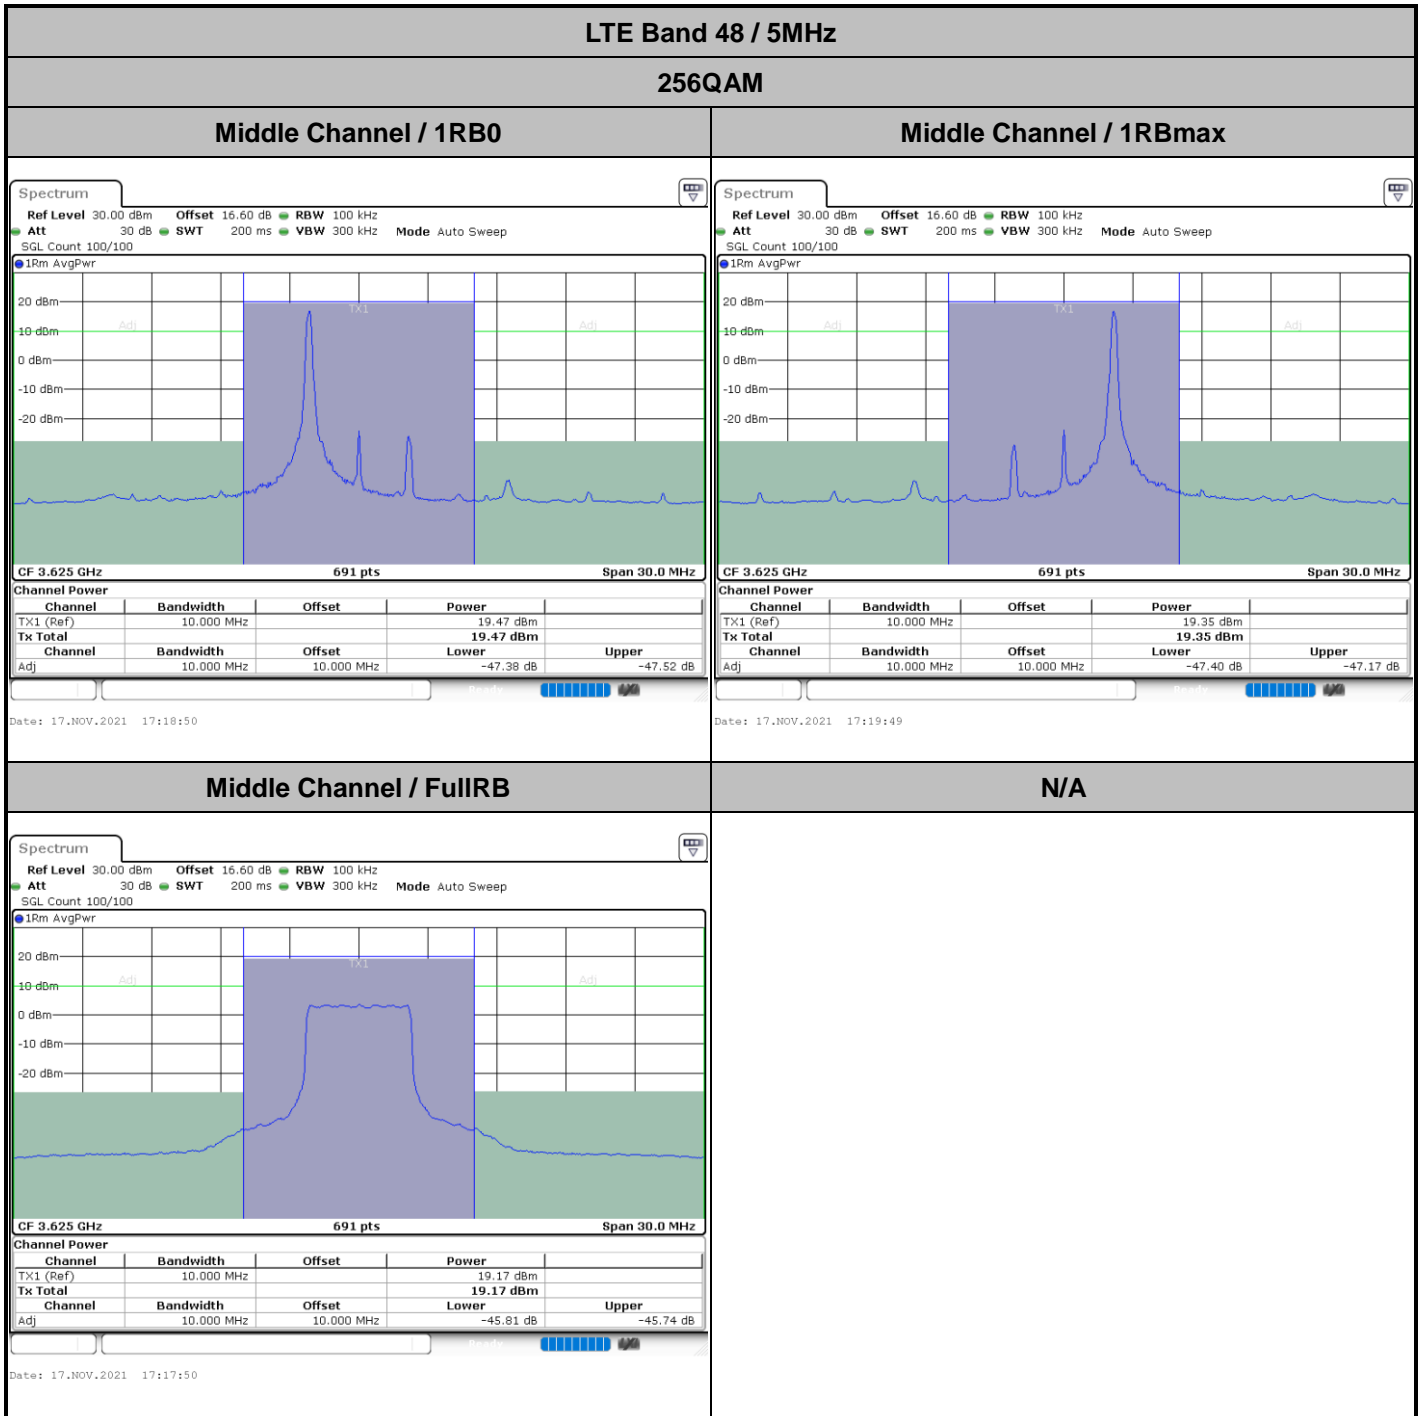 LTE Band 48 / 5MHz
256QAM
Middle Channel / 1RB0
Middle Channel / 1RBmax
Spectrum
Ref Level 30.00 dBm Offset 16.60 dB RBW 100 kHz
Att 30 dB SWT 200 ms VBW 300 kHz Mode Auto Sweep
SGL Count 100/100
1Rm AvgPwr
TX1
20 dBm
Adj Adj
10 dBm
0 dBm
-10 dBm
-20 dBm
CF 3.625 GHz 691 pts Span 30.0 MHz
Channel Power
Channel Bandwidth Offset Power
TX1 (Ref) 10.000 MHz 19.47 dBm
Tx Total 19.47 dBm
Channel Bandwidth Offset Lower Upper
Adj 10.000 MHz 10.000 MHz -47.38 dB -47.52 dB
Ready
Date: 17.NOV.2021 17:18:50
Spectrum
Ref Level 30.00 dBm Offset 16.60 dB RBW 100 kHz
Att 30 dB SWT 200 ms VBW 300 kHz Mode Auto Sweep
SGL Count 100/100
1Rm AvgPwr
TX1
20 dBm
Adj Adj
10 dBm
0 dBm
-10 dBm
-20 dBm
CF 3.625 GHz 691 pts Span 30.0 MHz
Channel Power
Channel Bandwidth Offset Power
TX1 (Ref) 10.000 MHz 19.35 dBm
Tx Total 19.35 dBm
Channel Bandwidth Offset Lower Upper
Adj 10.000 MHz 10.000 MHz -47.40 dB -47.17 dB
Ready
Date: 17.NOV.2021 17:19:49
Middle Channel / FullRB
N/A
Spectrum
Ref Level 30.00 dBm Offset 16.60 dB RBW 100 kHz
Att 30 dB SWT 200 ms VBW 300 kHz Mode Auto Sweep
SGL Count 100/100
1Rm AvgPwr
TX1
20 dBm
Adj Adj
10 dBm
0 dBm
-10 dBm
-20 dBm
CF 3.625 GHz 691 pts Span 30.0 MHz
Channel Power
Channel Bandwidth Offset Power
TX1 (Ref) 10.000 MHz 19.17 dBm
Tx Total 19.17 dBm
Channel Bandwidth Offset Lower Upper
Adj 10.000 MHz 10.000 MHz -45.81 dB -45.74 dB
Ready
Date: 17.NOV.2021 17:17:50